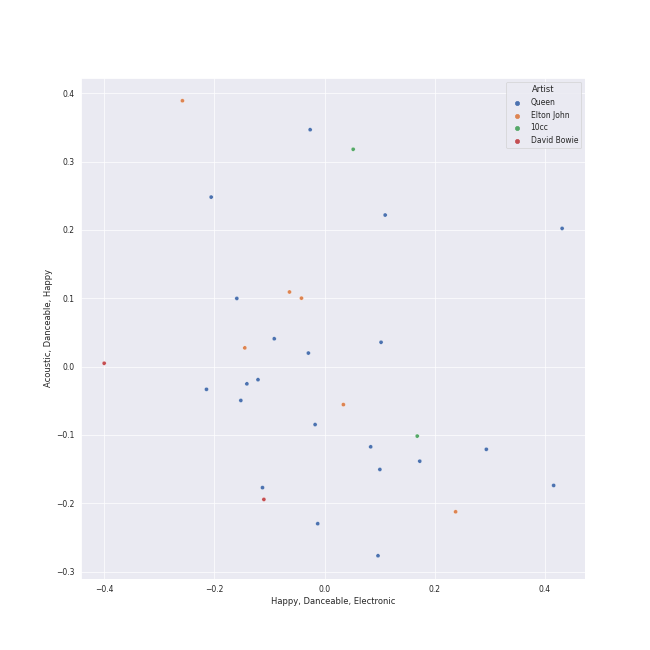 Artist
Queen
Elton John
10cc
David Bowie
0.4
0.3
0.2
0.1
0.0
−0.1
−0.2
−0.3
Acoustic, Danceable, Happy
−0.4
−0.2
0.0
0.2
0.4
Happy, Danceable, Electronic